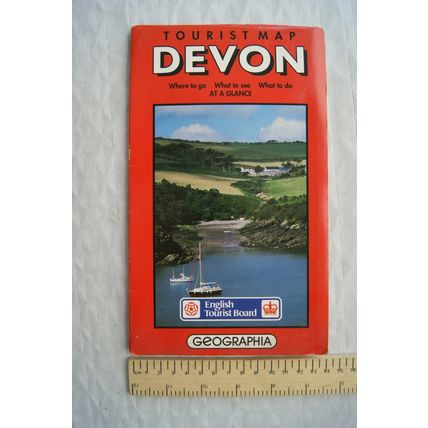 TOURIST MAP
DEVON
Where to go What to see What to do
AT A GLANCE
English
Tourist Board
GEOGRAPHIA